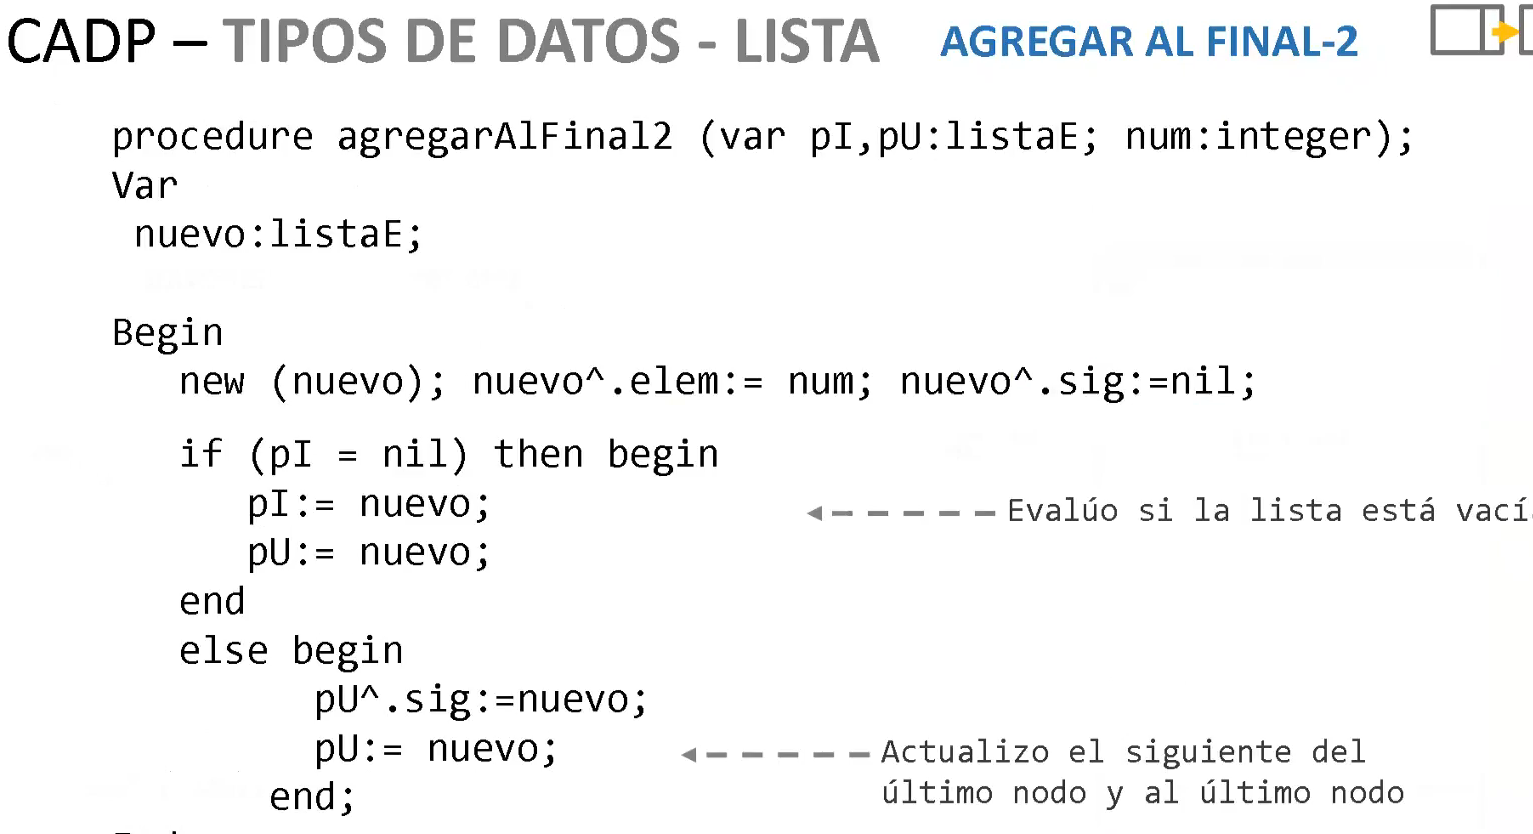 CADP – TIPOS DE DATOS - LISTA AGREGAR AL FINAL-2
procedure agregarAlFinal2 (var pI,pU:listaE; num:integer);
Var
nuevo:listaE;
Begin
new (nuevo); nuevo^.elem:= num; nuevo^.sig:=nil;
if (pI = nil) then begin
pI:= nuevo;
Evalúo si la lista está vací
pU:= nuevo;
end
else begin
pU^.sig:=nuevo;
pU:= nuevo;
Actualizo el siguiente del
último nodo y al último nodo
end;